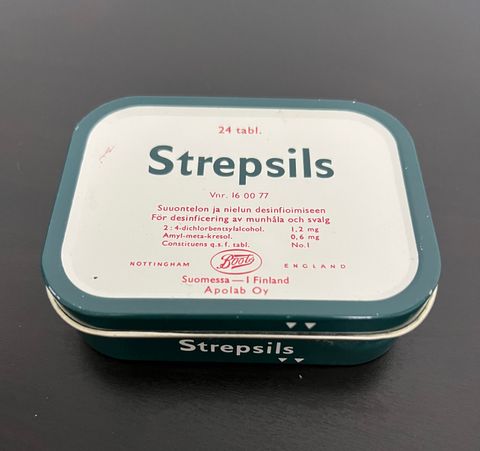 24 tabl.
Strepsils
Vnr. 16 00 77
Suuontelon ja nielun desinfioimiseen
För desinficering av munhåla och svalg
2 : 4-dichlorbentsylalcohol. 1,2 mg
Amyl-meta-kresol. 0,6 mg
Constituens q.s.f. tabl. No.1
NOTTINGHAM Boots ENGLAND
Suomessa — I Finland
Apolab Oy
Strepsils